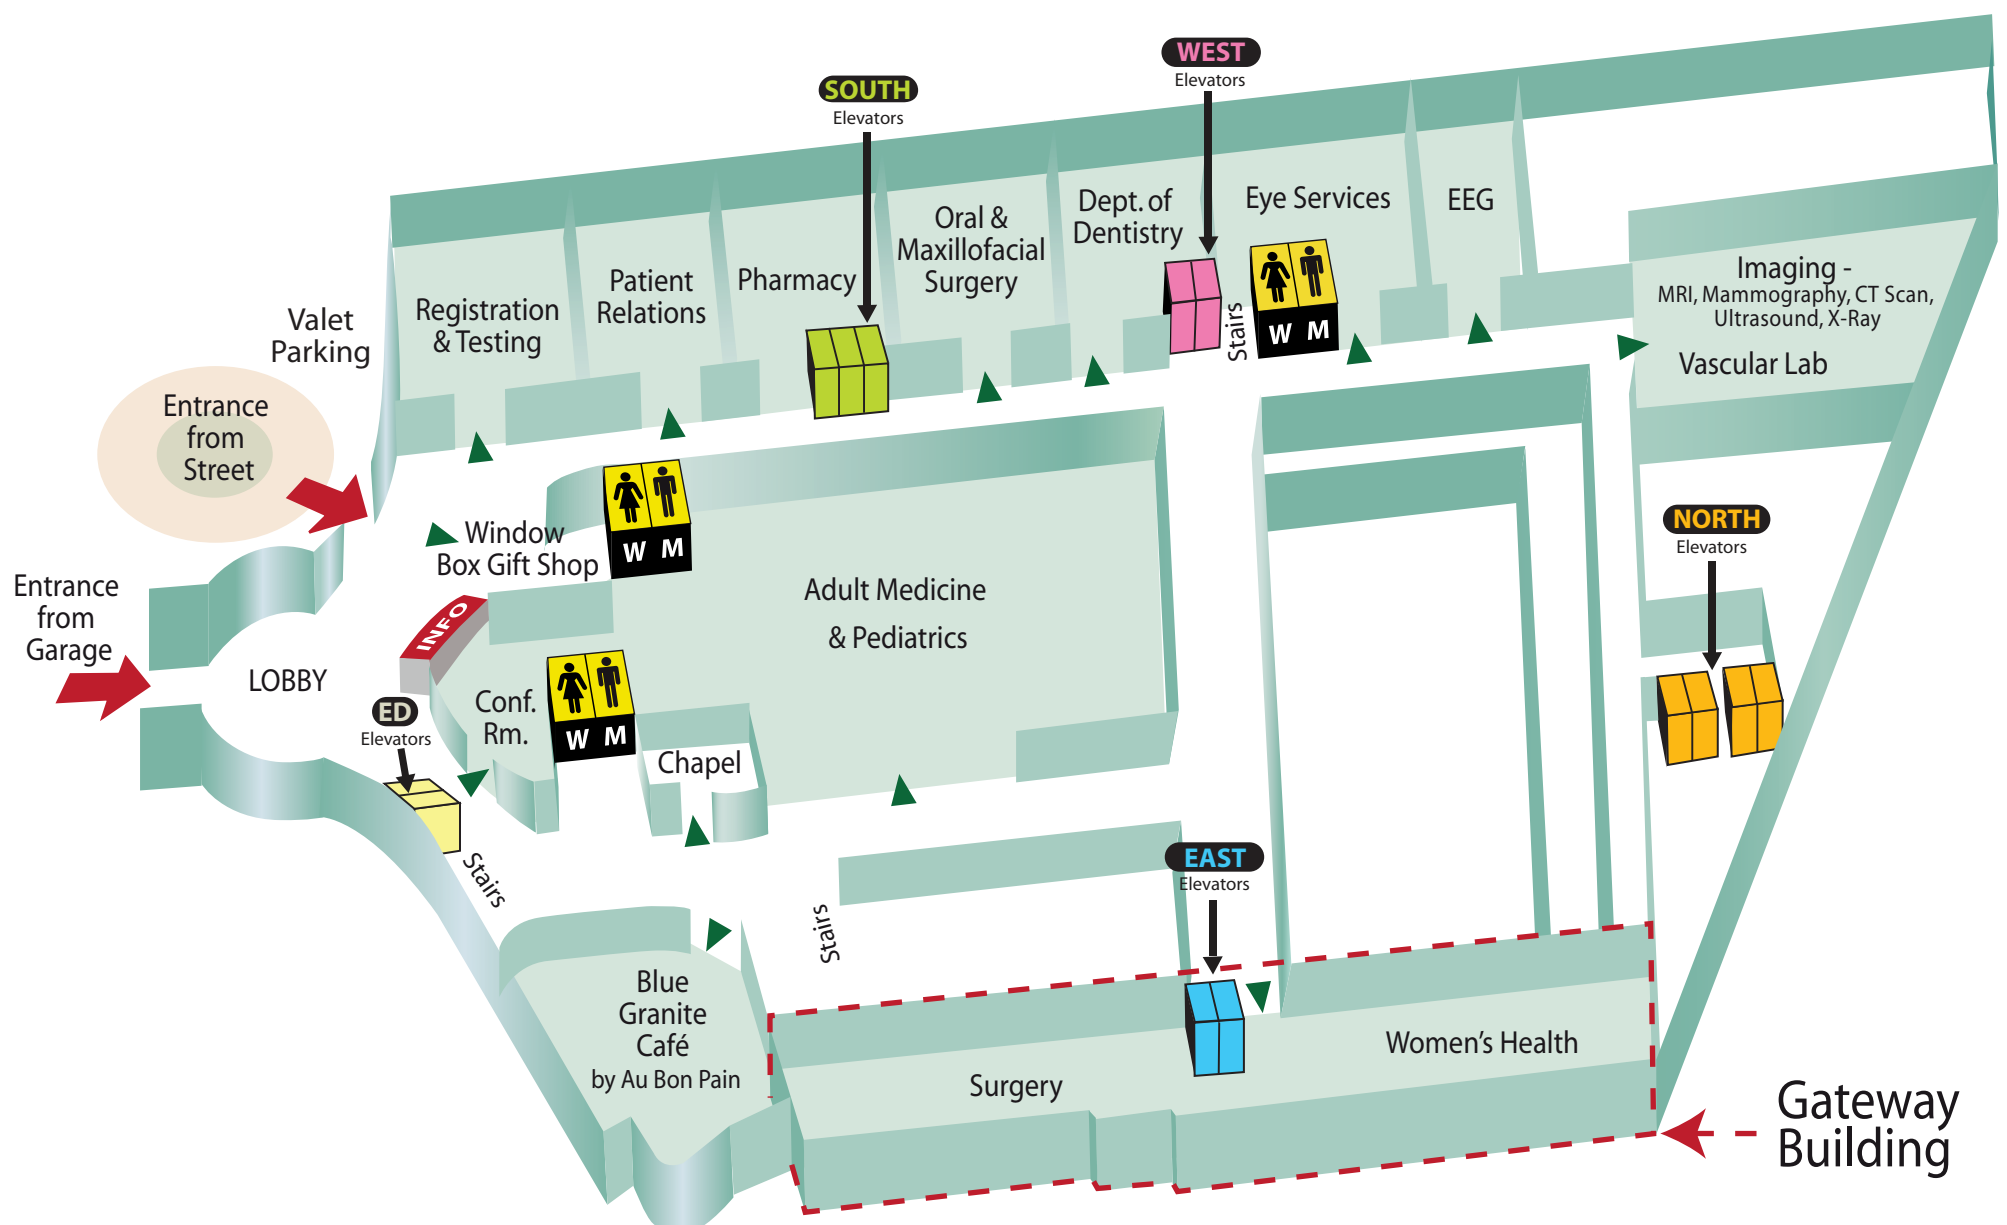 WEST
Elevators
SOUTH
Elevators
Valet
Parking
Registration
& Testing
Patient
Relations
Pharmacy
Oral &
Maxillofacial
Surgery
Dept. of
Dentistry
Stairs
Eye Services
W M
EEG
Imaging -
MRI, Mammography, CT Scan,
Ultrasound, X-Ray
Vascular Lab
Entrance
from
Street
Window
Box Gift Shop
W M
Adult Medicine
& Pediatrics
NORTH
Elevators
Entrance
from
Garage
LOBBY
INFO
Conf.
Rm.
W M
Chapel
ED
Elevators
Stairs
Stairs
EAST
Elevators
Blue
Granite
Café
by Au Bon Pain
Surgery
Women's Health
Gateway
Building